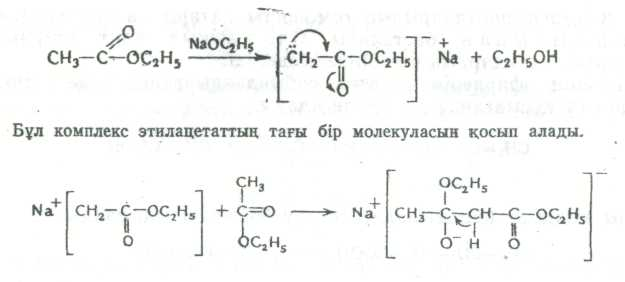 O
CH₃—C—OC₂H₅ NaOC₂H₅ [C̈H₂—C—OC₂H₅]⁻ Na⁺ + C₂H₅OH
O
Бұл комплекс этилацетаттың тағы бір молекуласын қосып алады.
CH₃ OC₂H₅
Na⁺ [CH₂—C—OC₂H₅] + C=O → Na⁺ [CH₃—C—CH—C—OC₂H₅]⁻
O OC₂H₅ O⁻ H O